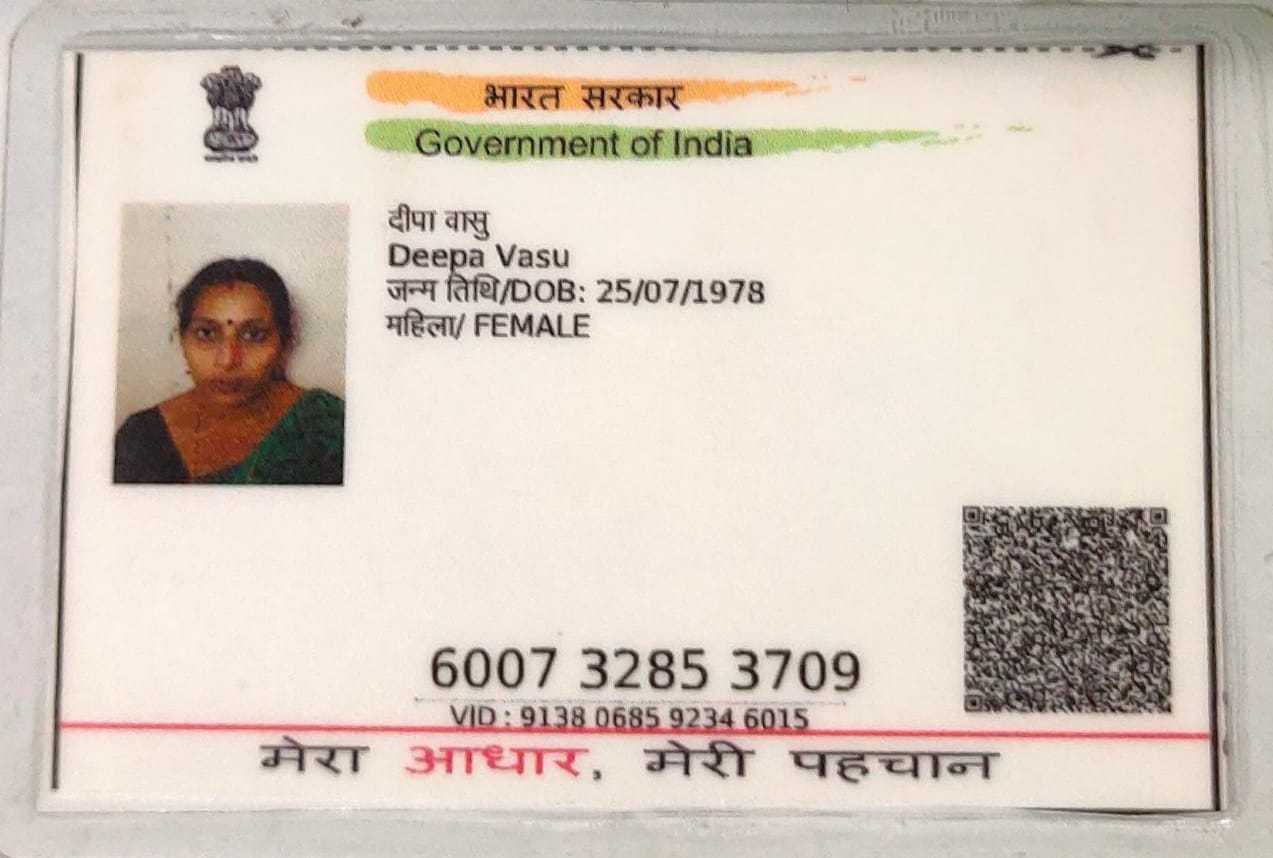 भारत सरकार
Government of India
दीपा वासु
Deepa Vasu
जन्म तिथि/DOB: 25/07/1978
महिला/ FEMALE
6007 3285 3709
VID : 9138 0685 9234 6015
मेरा आधार, मेरी पहचान